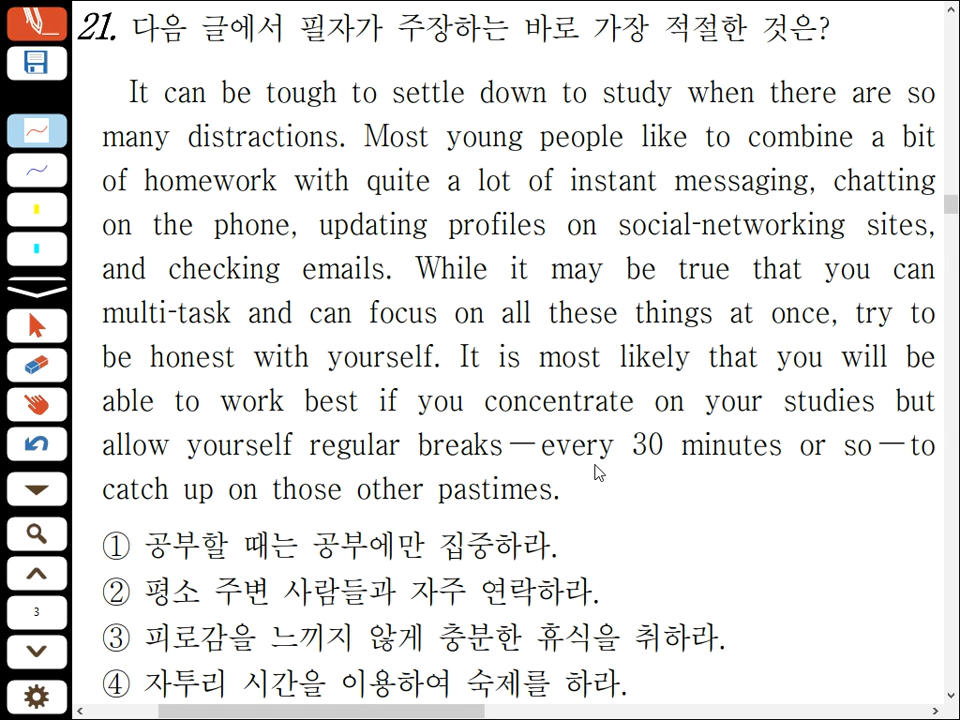 21. 다음 글에서 필자가 주장하는 바로 가장 적절한 것은?
It can be tough to settle down to study when there are so
many distractions. Most young people like to combine a bit
of homework with quite a lot of instant messaging, chatting
on the phone, updating profiles on social-networking sites,
and checking emails. While it may be true that you can
multi-task and can focus on all these things at once, try to
be honest with yourself. It is most likely that you will be
able to work best if you concentrate on your studies but
allow yourself regular breaks—every 30 minutes or so—to
catch up on those other pastimes.
① 공부할 때는 공부에만 집중하라.
② 평소 주변 사람들과 자주 연락하라.
③ 피로감을 느끼지 않게 충분한 휴식을 취하라.
④ 자투리 시간을 이용하여 숙제를 하라.
3